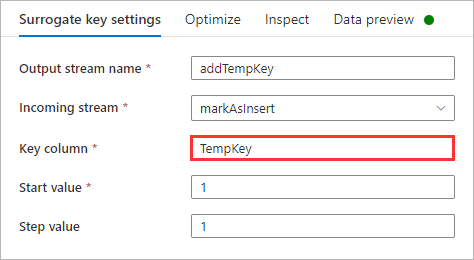 Surrogate key settings Optimize Inspect Data preview
Output stream name * addTempKey
Incoming stream * markAsInsert
Key column * TempKey
Start value * 1
Step value 1